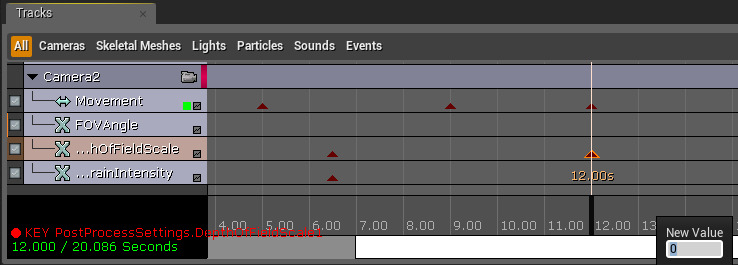 Tracks
All Cameras Skeletal Meshes Lights Particles Sounds Events
Camera2
Movement
FOVAngle
...hOfFieldScale
...rainIntensity
12.00s
4.00 5.00 6.00 7.00 8.00 9.00 10.00 11.00 12.00 13.00
KEY PostProcessSettings.DepthOfFieldScale...
12.000 / 20.086 Seconds
New Value
0